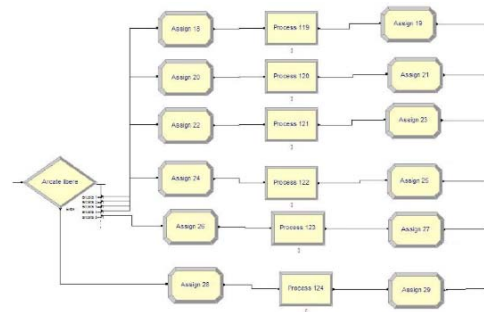 Assign 18
Process 119
Assign 19
Assign 20
Process 120
Assign 21
Assign 22
Process 121
Assign 23
Arcate libere
Assign 24
Process 122
Assign 25
Assign 26
Process 123
Assign 27
Assign 28
Process 124
Assign 29